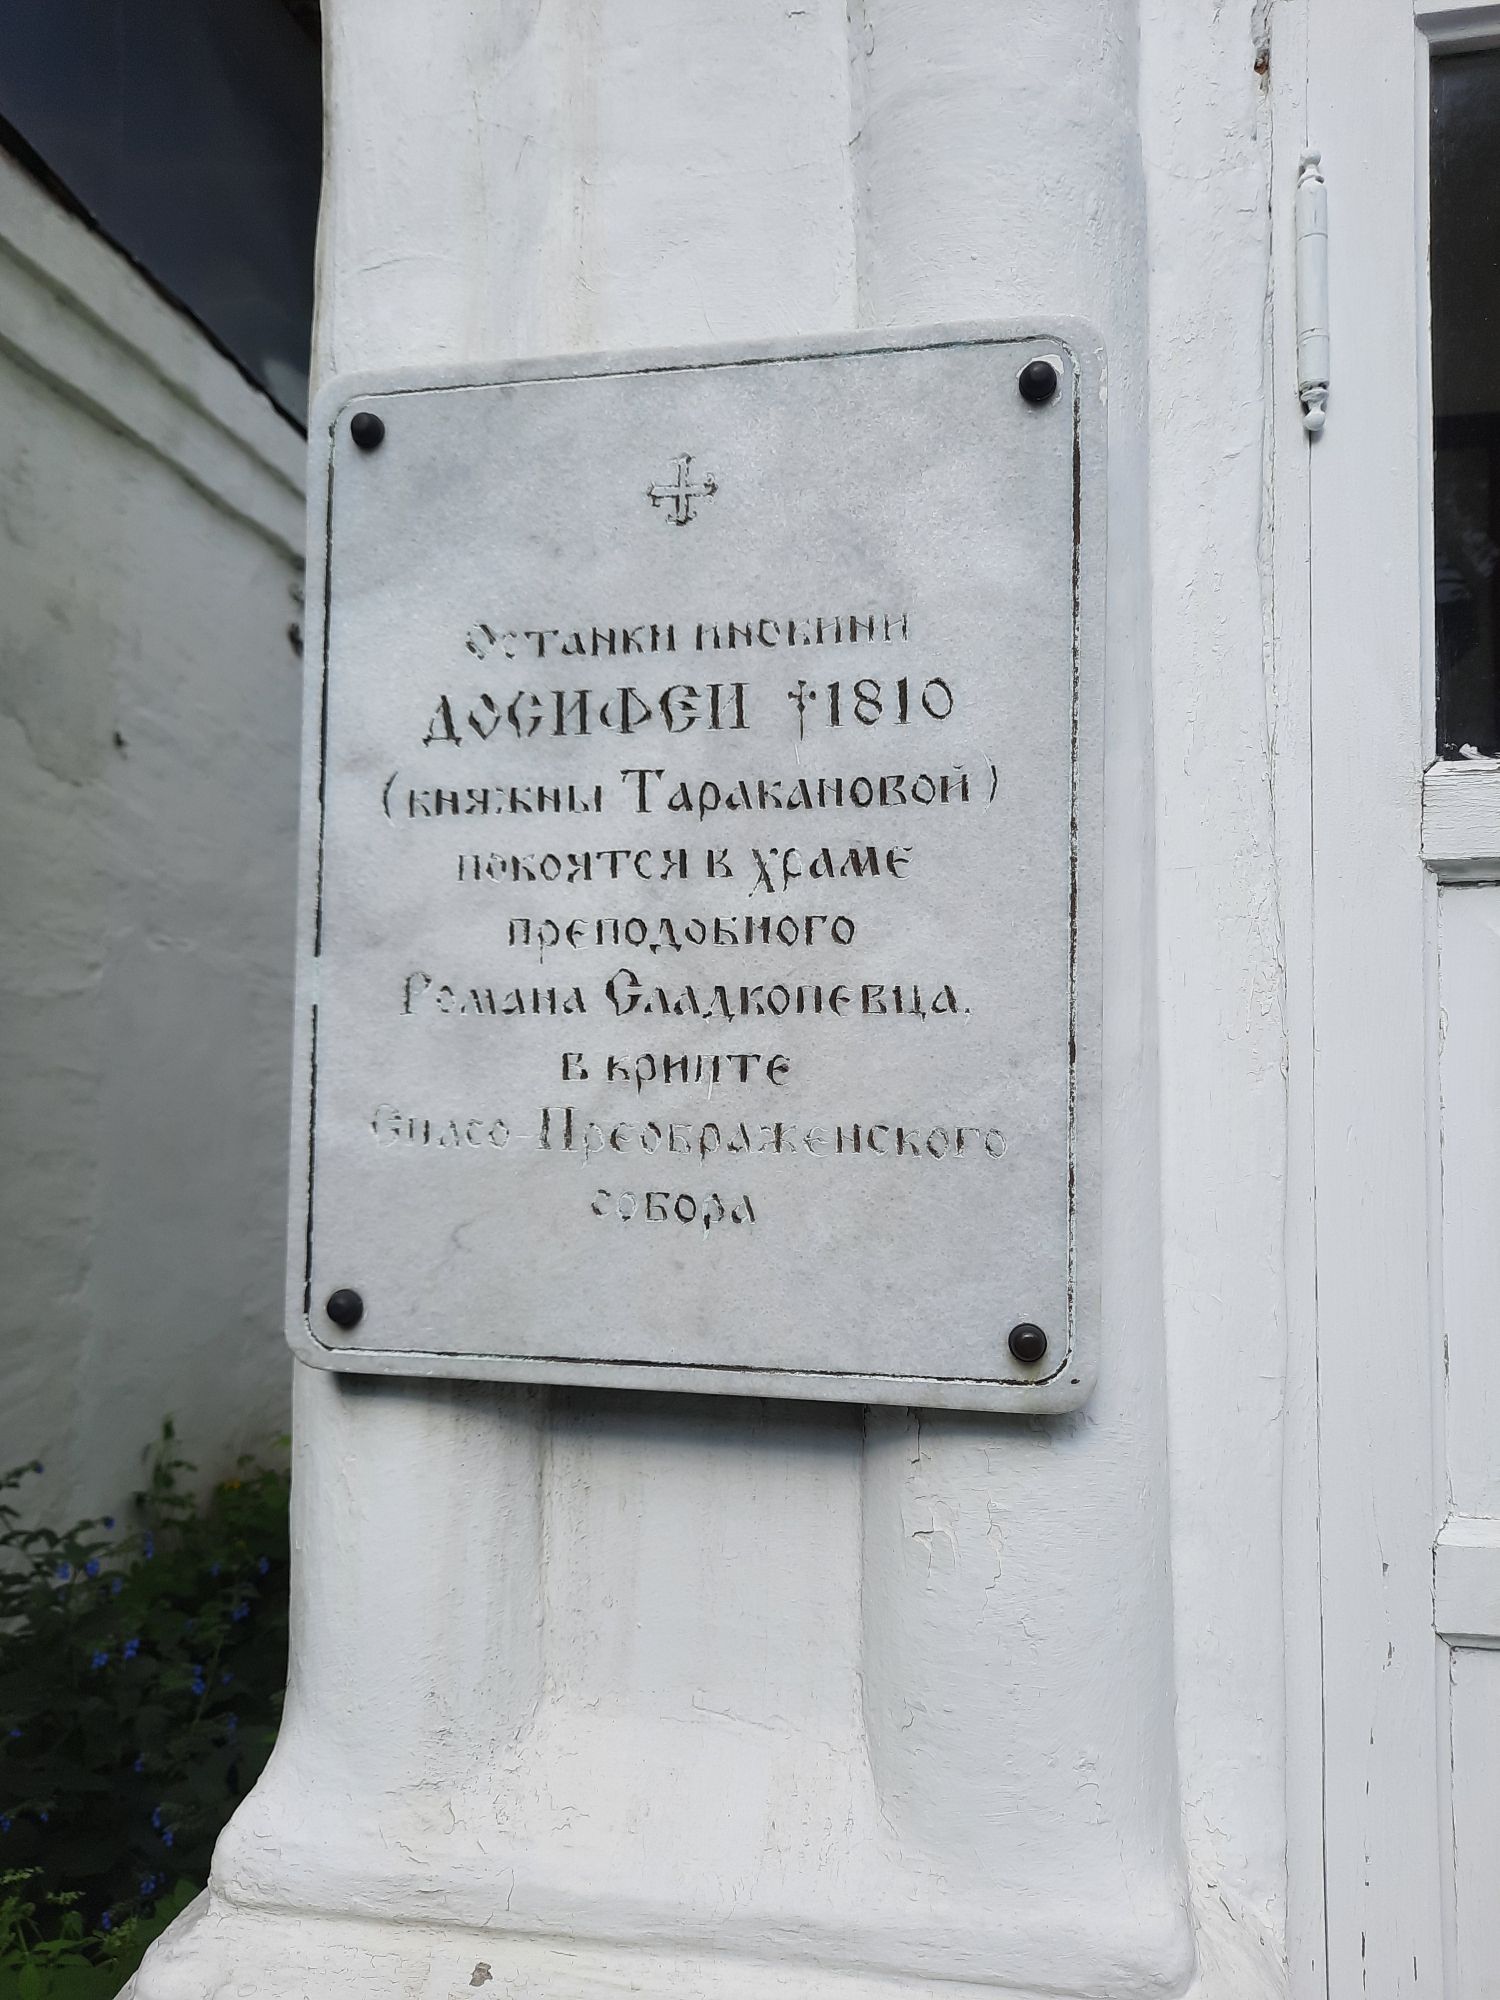 Останки инокини
ДОСИФЕИ †1810
(княжны Таракановой)
покоятся в храме
преподобного
Романа Сладкопевца,
в крипте
Спасо-Преображенского
собора